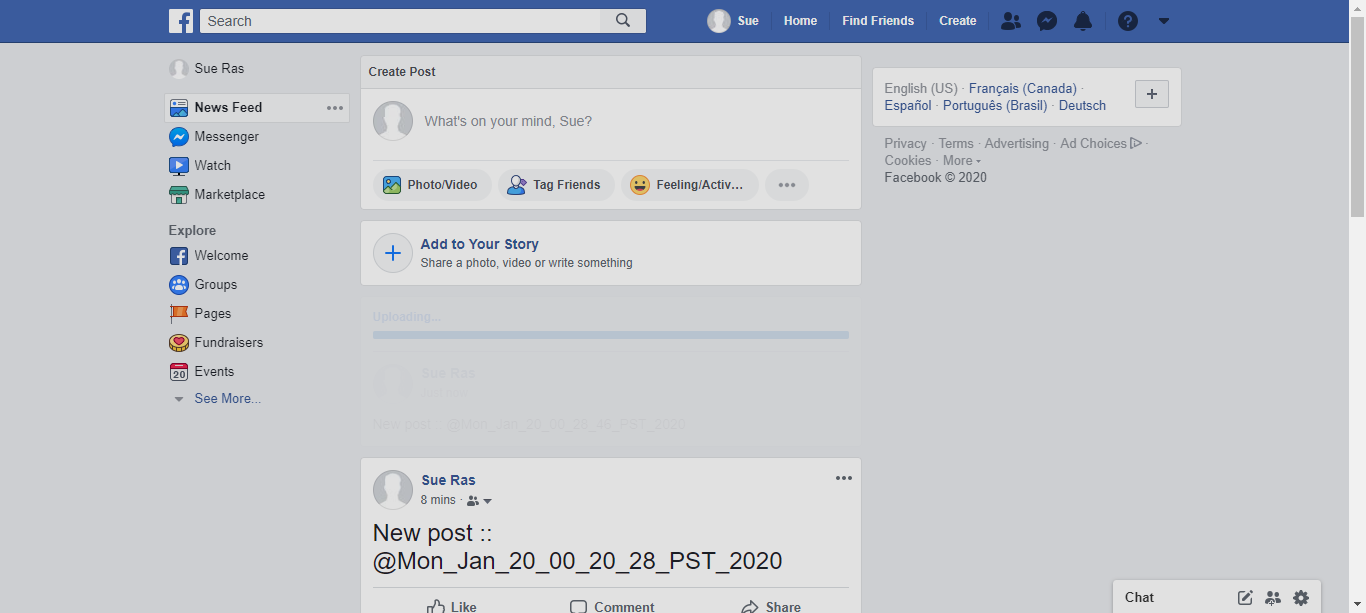 Search
Sue
Home
Find Friends
Create
Sue Ras
News Feed
Messenger
Watch
Marketplace
Explore
Welcome
Groups
Pages
Fundraisers
20
Events
See More...
Create Post
What's on your mind, Sue?
Photo/Video
Tag Friends
Feeling/Activ...
Add to Your Story
Share a photo, video or write something
Uploading...
Sue Ras
Just now
New post :: @Mon_Jan_20_00_28_46_PST_2020
Sue Ras
8 mins ·
New post ::
@Mon_Jan_20_00_20_28_PST_2020
Like
Comment
Share
English (US) · Français (Canada) ·
Español · Português (Brasil) · Deutsch
Privacy · Terms · Advertising · Ad Choices ·
Cookies · More
Facebook © 2020
Chat